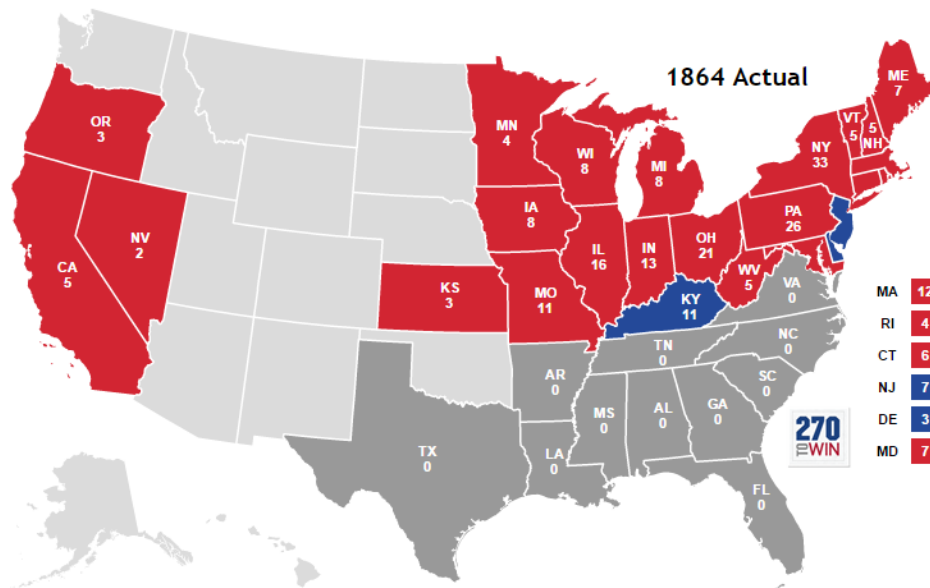 1864 Actual
ME
7
OR
3
MN
4
VT
5
5
NH
WI
8
MI
8
NY
33
IA
8
PA
26
NV
2
IL
16
IN
13
OH
21
CA
5
WV
5
KS
3
MO
11
KY
11
VA
0
MA 12
RI 4
CT 6
NJ 7
DE 3
MD 7
TN
0
NC
0
AR
0
SC
0
MS
0
AL
0
GA
0
TX
0
LA
0
FL
0
270
TO WIN